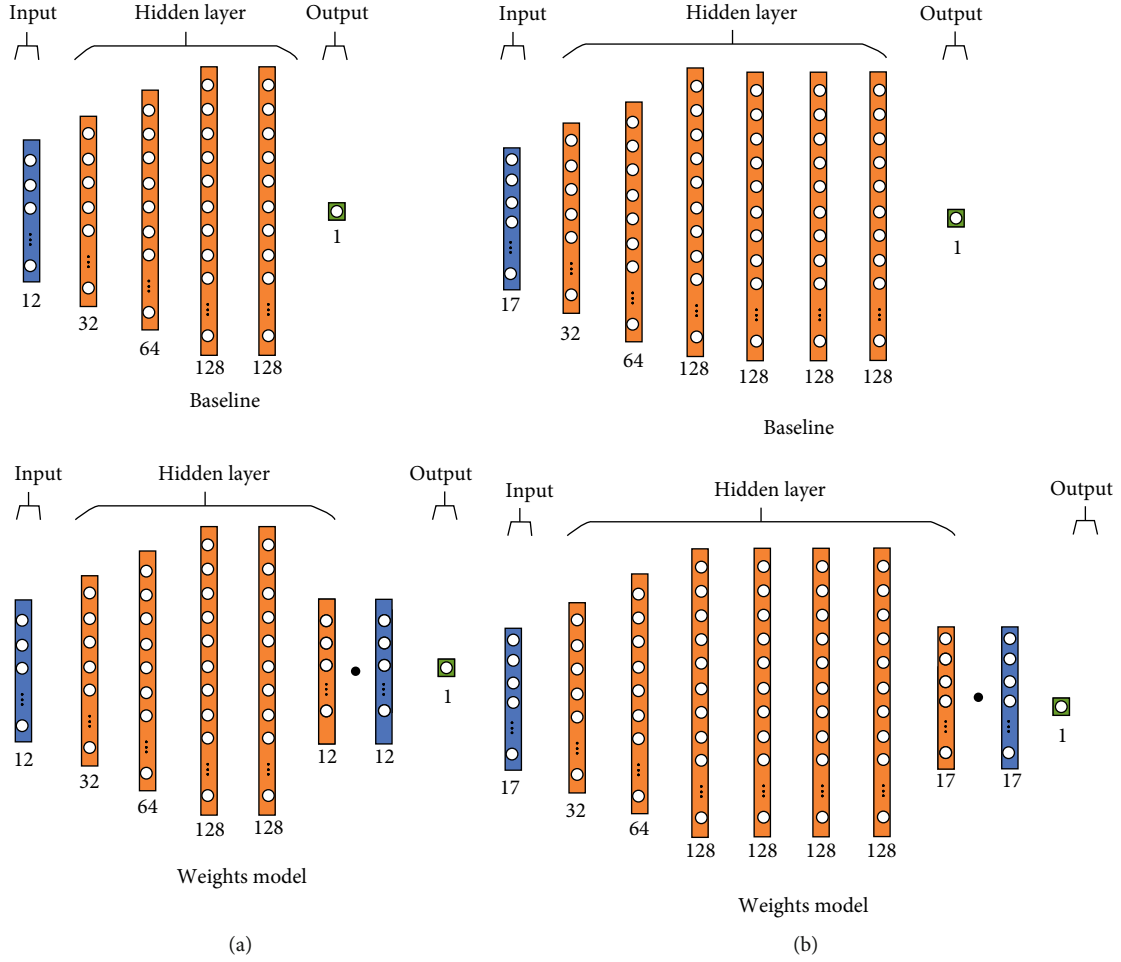 Input Hidden layer Output
12
32
64
128 128
1
Baseline
Input Hidden layer Output
17
32
64
128 128 128 128
1
Baseline
Input Hidden layer Output
12
32
64
128 128
12 12
1
Weights model
(a)
Input Hidden layer Output
17
32
64
128 128 128 128
17 17
1
Weights model
(b)